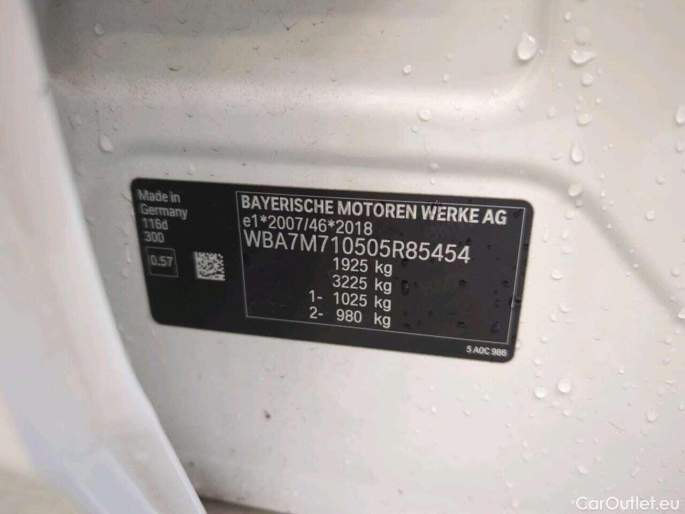 Made in
Germany
116d
300
0.57
BAYERISCHE MOTOREN WERKE AG
e1*2007/46*2018
WBA7M710505R85454
1925 kg
3225 kg
1- 1025 kg
2- 980 kg
5 A0C 986
CarOutlet.eu